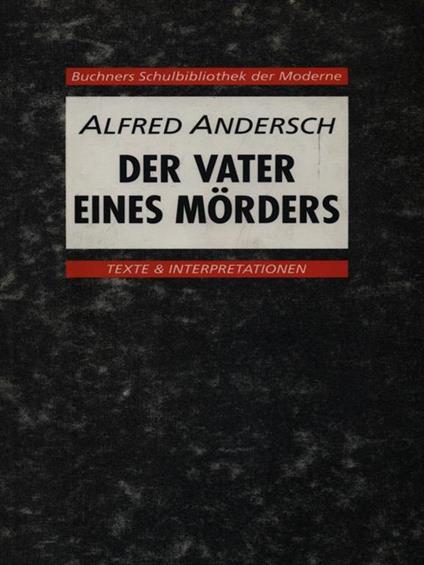 Buchners Schulbibliothek der Moderne
ALFRED ANDERSCH
DER VATER
EINES MÖRDERS
TEXTE & INTERPRETATIONEN